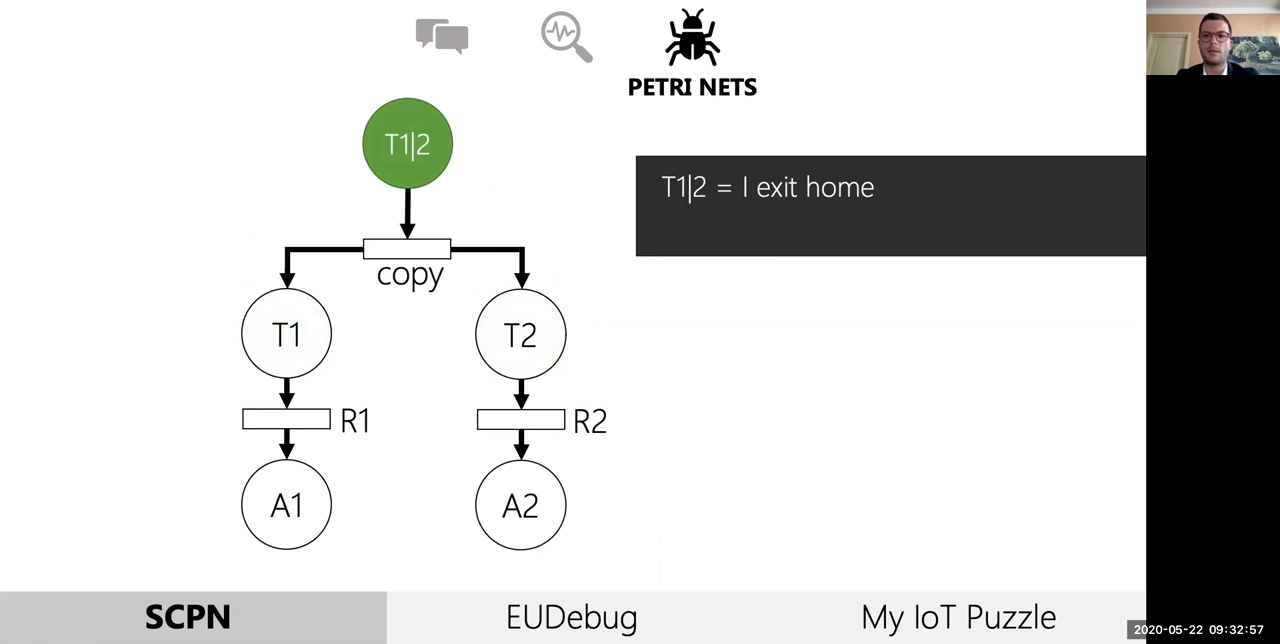 PETRI NETS
T1|2
T1|2 = I exit home
copy
T1
T2
R1
R2
A1
A2
SCPN
EUDebug
My IoT Puzzle
2020-05-22 09:32:57